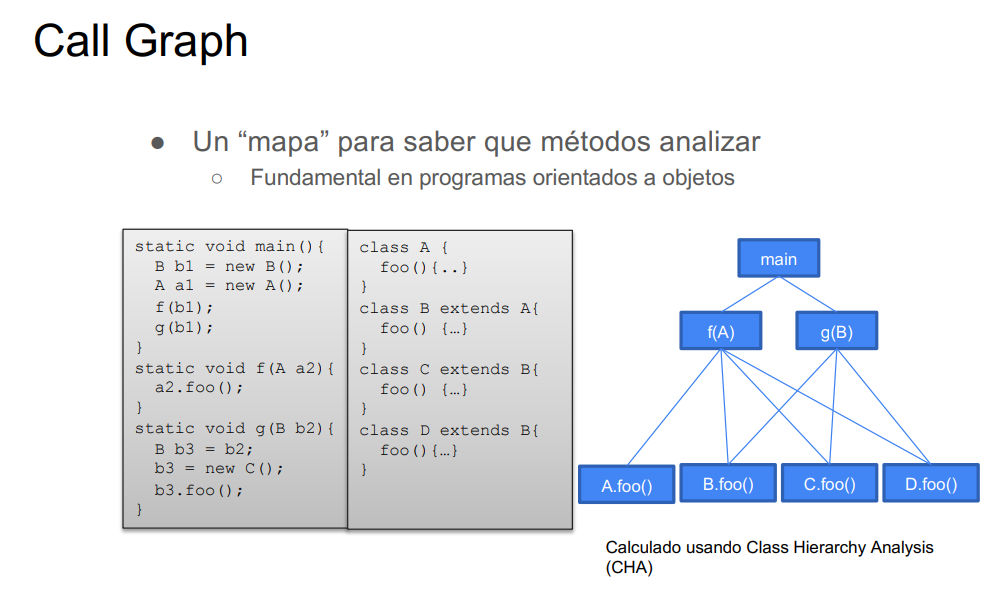 Call Graph
● Un “mapa” para saber que métodos analizar
○ Fundamental en programas orientados a objetos
static void main(){
B b1 = new B();
A a1 = new A();
f(b1);
g(b1);
}
static void f(A a2){
a2.foo();
}
static void g(B b2){
B b3 = b2;
b3 = new C();
b3.foo();
}
class A {
foo(){..}
}
class B extends A{
foo() {…}
}
class C extends B{
foo() {…}
}
class D extends B{
foo(){…}
}
main
f(A)
g(B)
A.foo()
B.foo()
C.foo()
D.foo()
Calculado usando Class Hierarchy Analysis
(CHA)